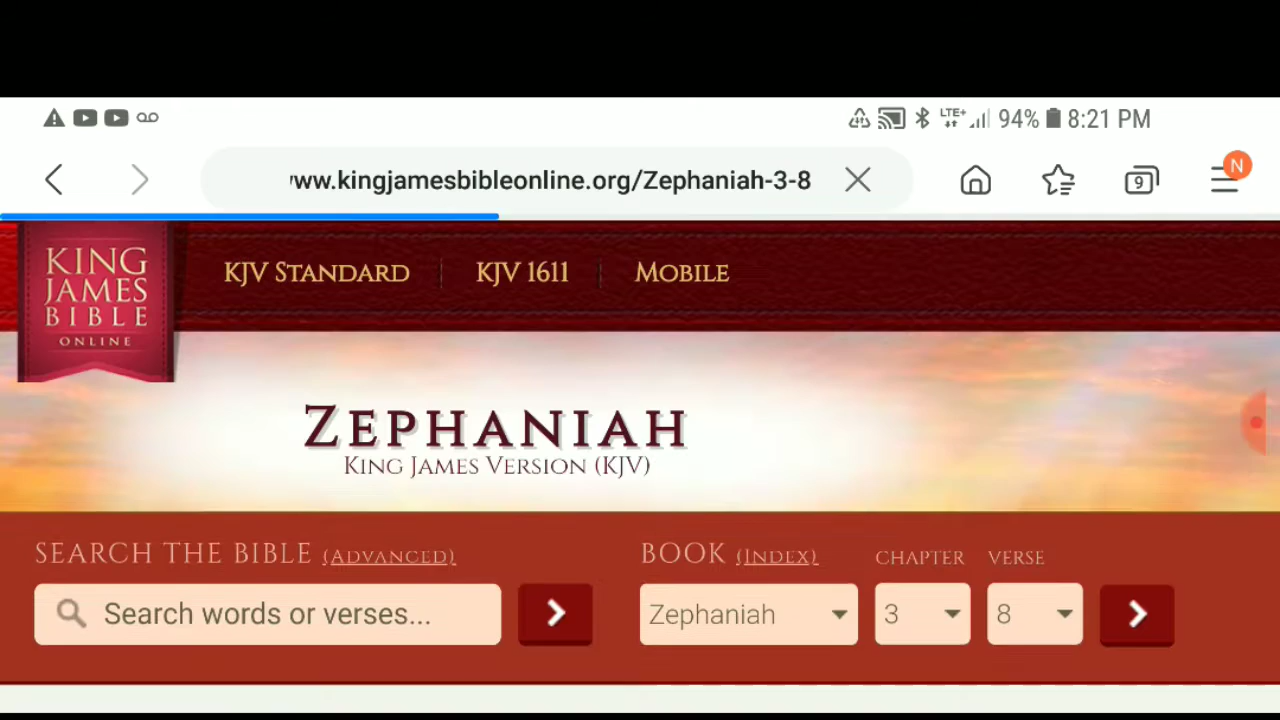 94% 8:21 PM
LTE+
ww.kingjamesbibleonline.org/Zephaniah-3-8
9
N
KING
JAMES
BIBLE
ONLINE
KJV STANDARD
KJV 1611
MOBILE
ZEPHANIAH
KING JAMES VERSION (KJV)
SEARCH THE BIBLE (ADVANCED)
Search words or verses...
BOOK (INDEX)
CHAPTER
VERSE
Zephaniah
3
8